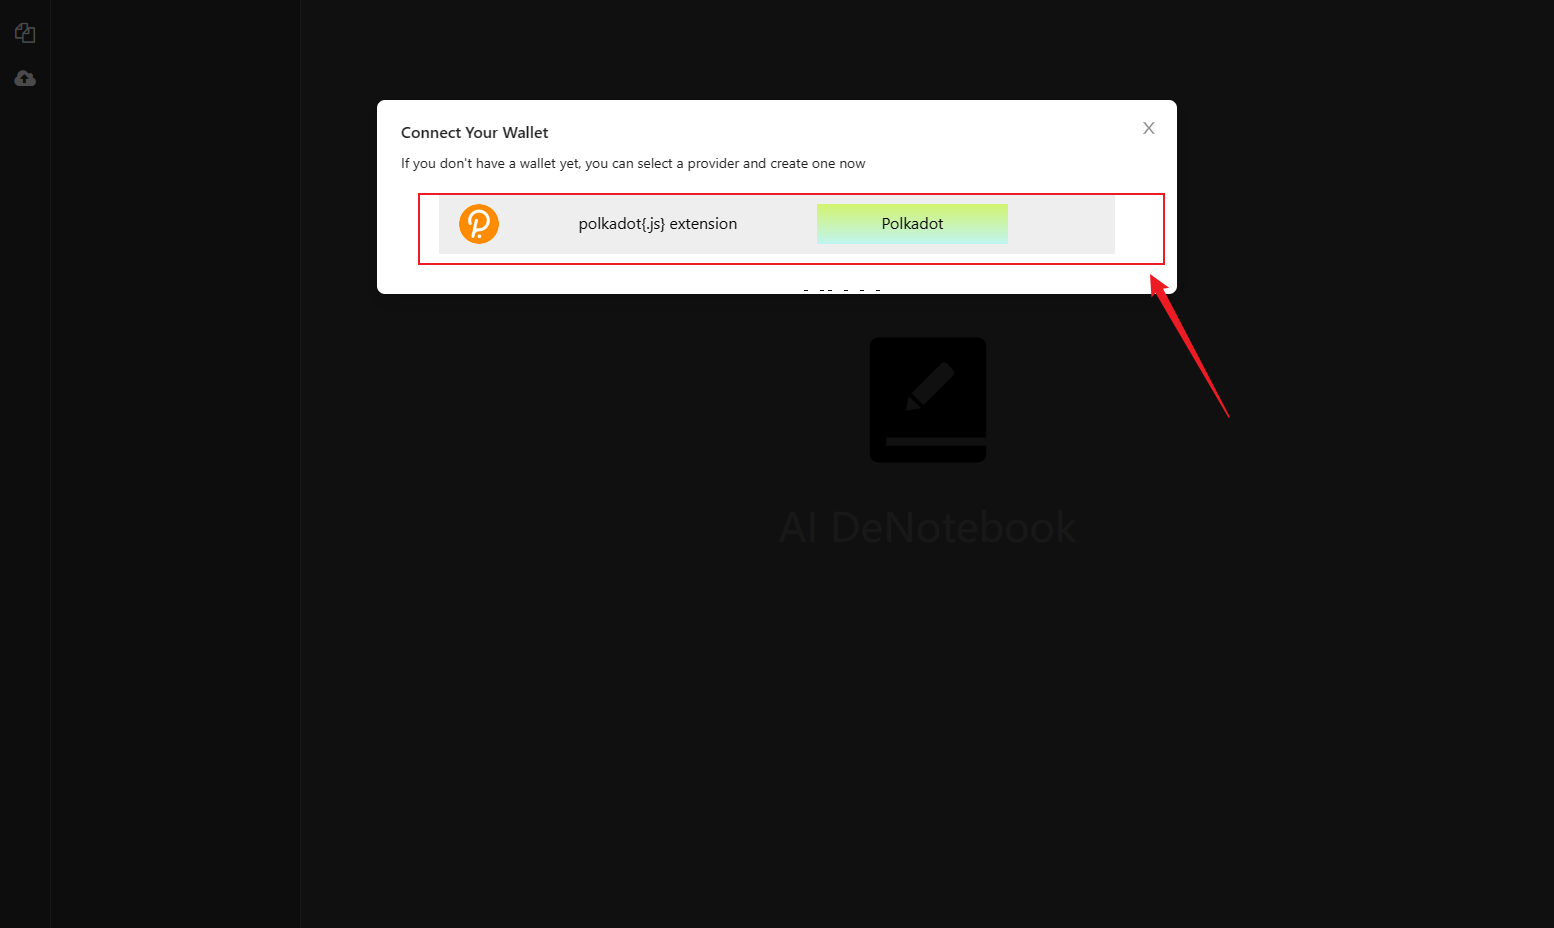 Connect Your Wallet
If you don't have a wallet yet, you can select a provider and create one now
polkadot{.js} extension
Polkadot
AI DeNotebook